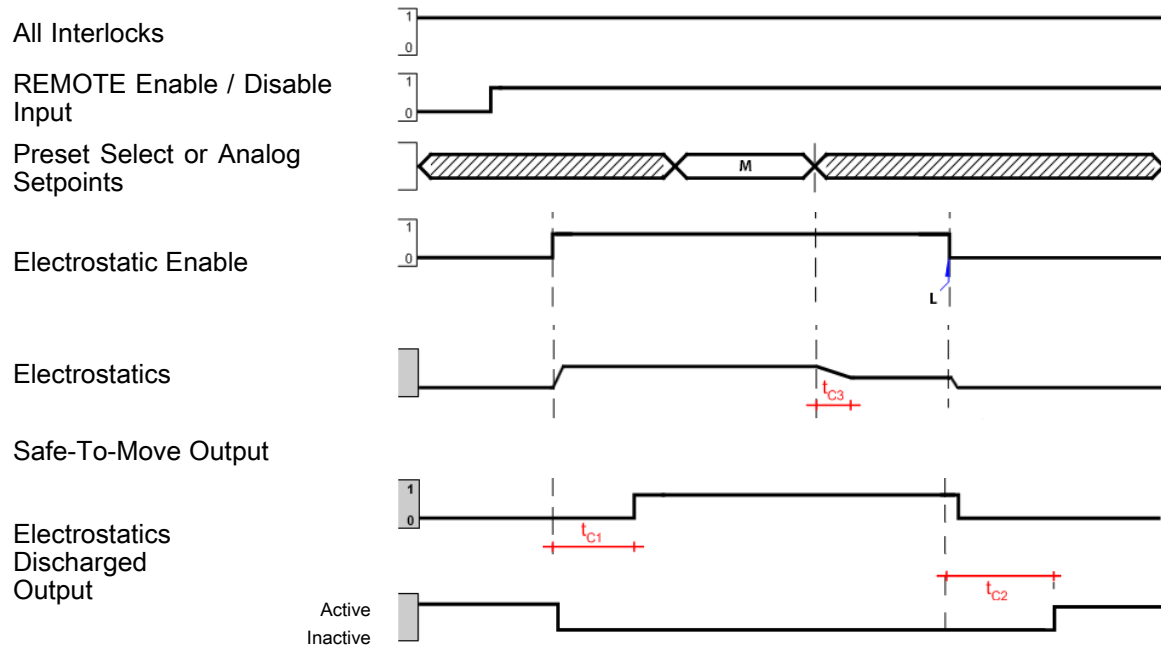 All Interlocks
1
0
REMOTE Enable / Disable
Input
1
0
Preset Select or Analog
Setpoints
M
Electrostatic Enable
1
0
L
Electrostatics
tC3
Safe-To-Move Output
1
0
tC1
Electrostatics
Discharged
Output
tC2
Active
Inactive